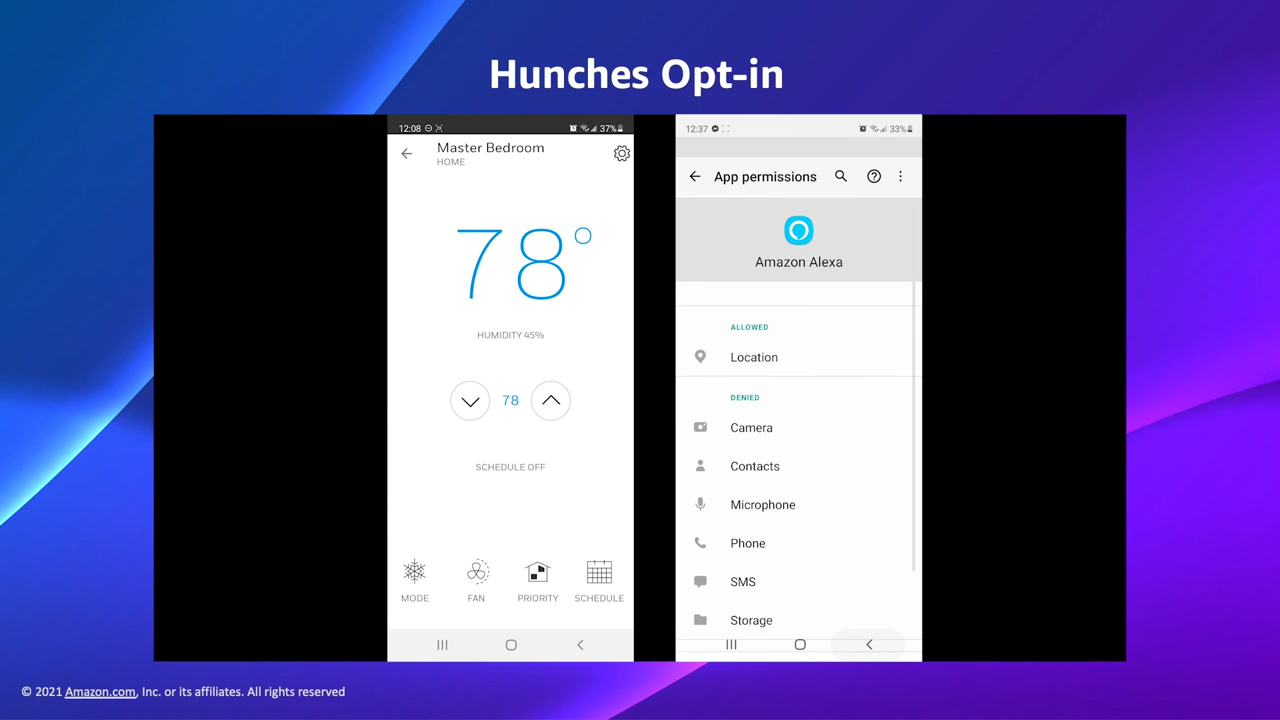 Hunches Opt-in
12:08
37%
Master Bedroom
HOME
78°
HUMIDITY 45%
78
SCHEDULE OFF
MODE
FAN
PRIORITY
SCHEDULE
12:37
33%
App permissions
Amazon Alexa
ALLOWED
Location
DENIED
Camera
Contacts
Microphone
Phone
SMS
Storage
© 2021 Amazon.com, Inc. or its affiliates. All rights reserved